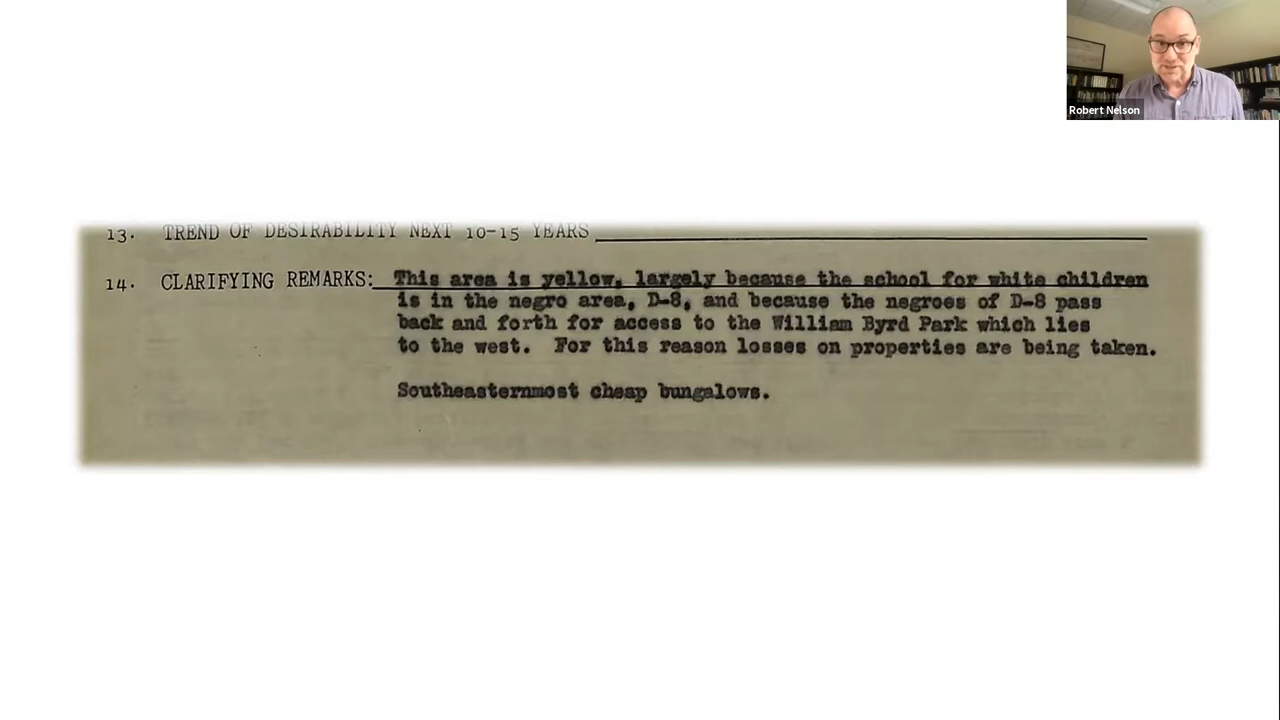 Robert Nelson
13. TREND OF DESIRABILITY NEXT 10-15 YEARS
14. CLARIFYING REMARKS: This area is yellow, largely because the school for white children
is in the negro area, D-8, and because the negroes of D-8 pass
back and forth for access to the William Byrd Park which lies
to the west. For this reason losses on properties are being taken.
Southeasternmost cheap bungalows.